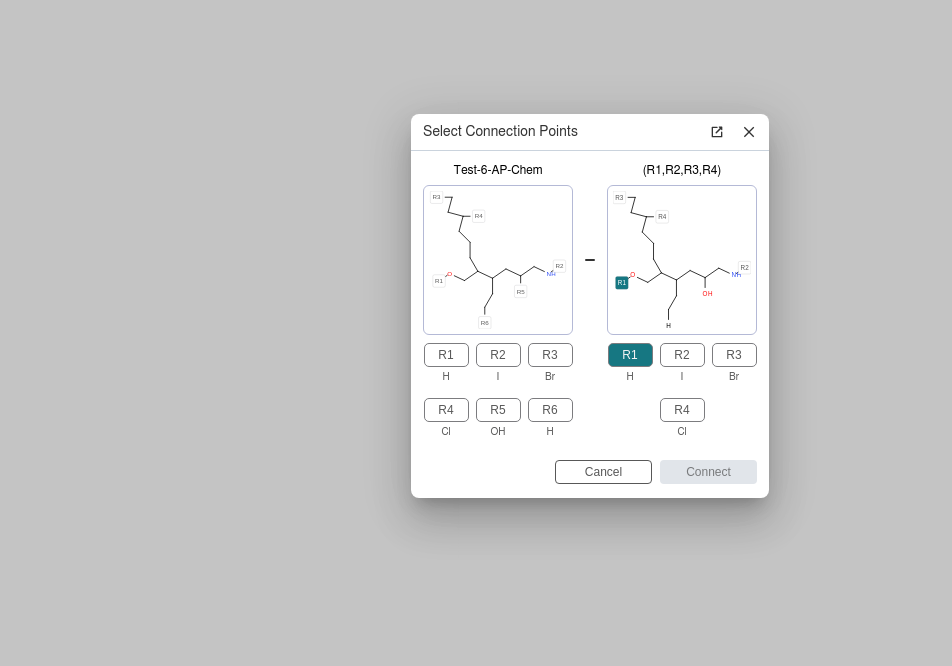 Select Connection Points
Test-6-AP-Chem
(R1,R2,R3,R4)
R3
R4
R1
O
NH
R2
R5
R6
R3
R4
R1
O
NH
R2
OH
H
R1 R2 R3
H I Br
R4 R5 R6
Cl OH H
R1 R2 R3
H I Br
R4
Cl
Cancel
Connect